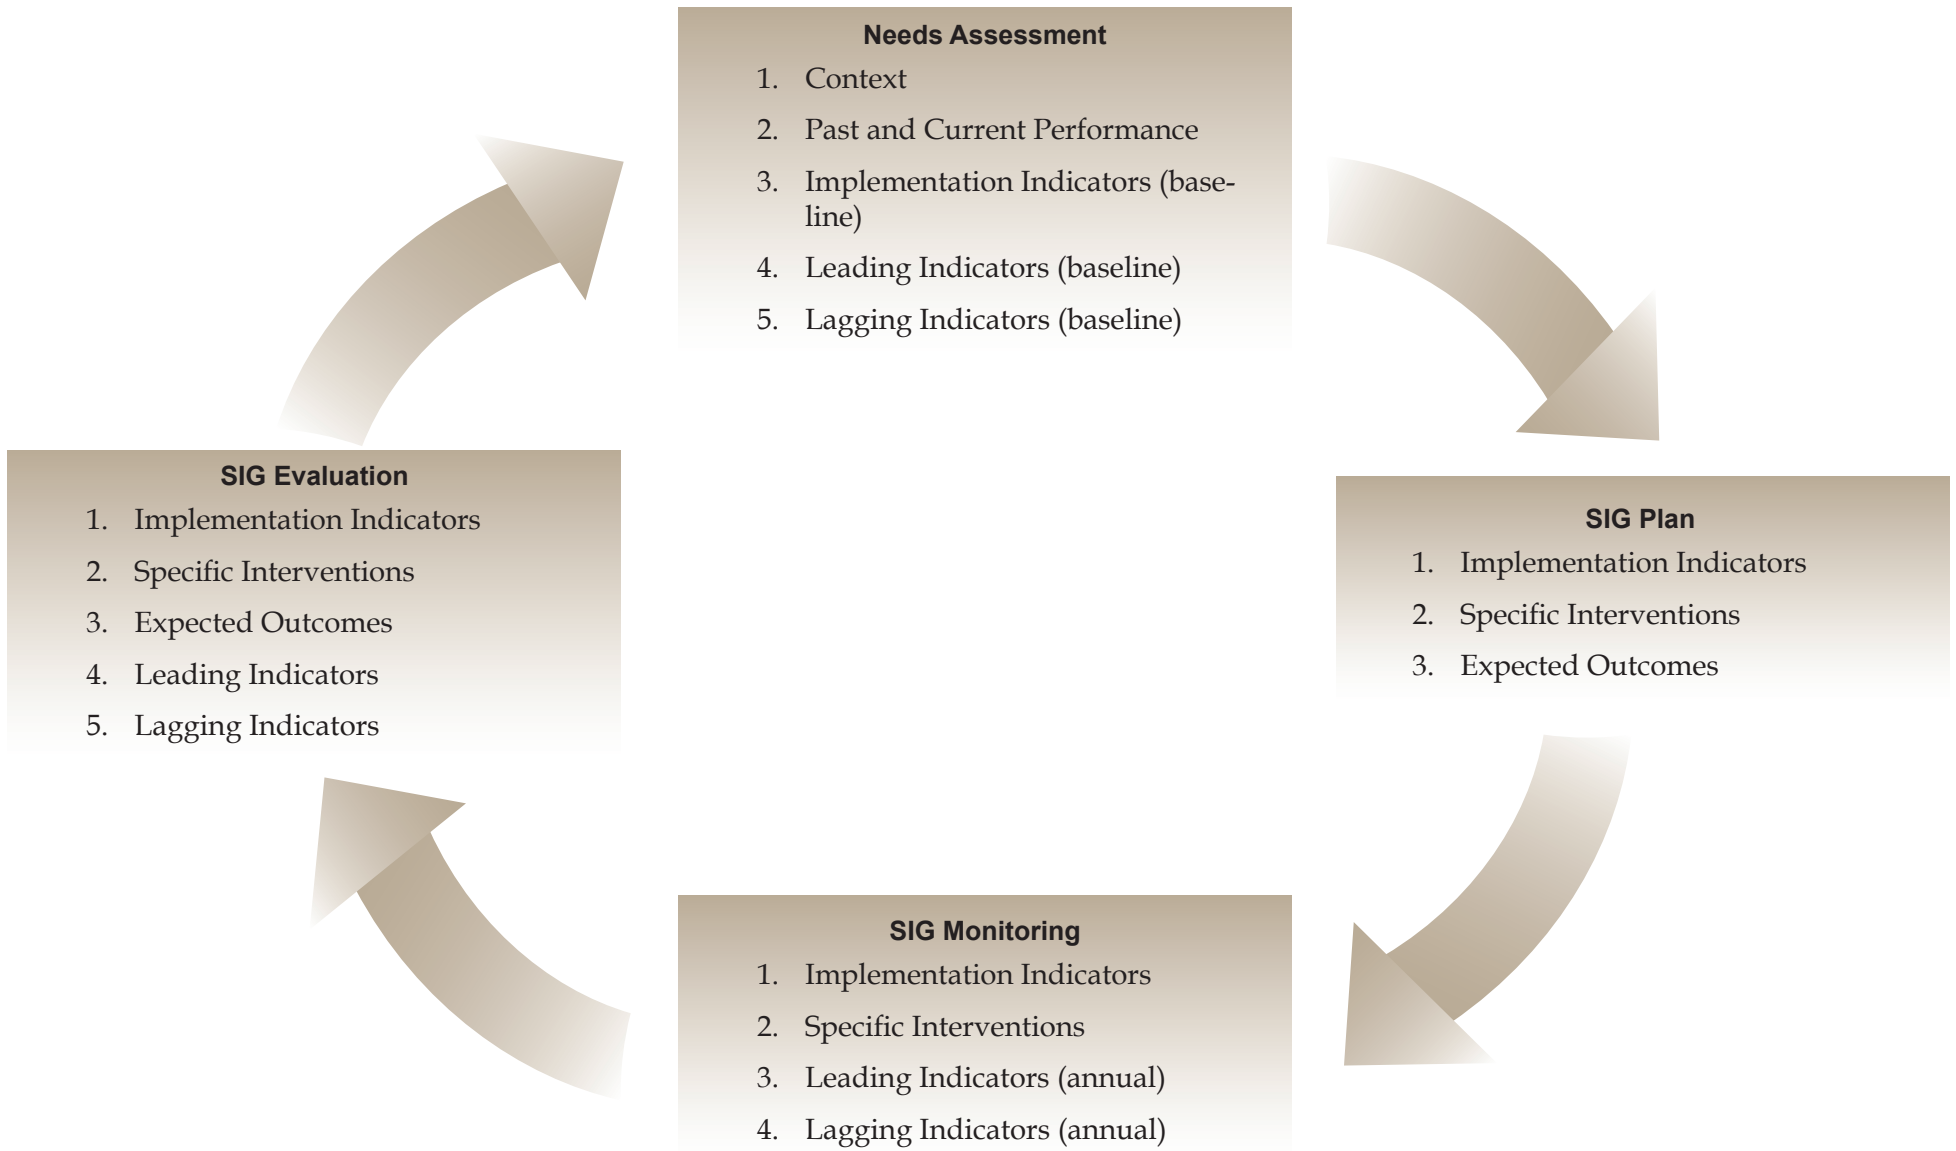 Needs Assessment
1. Context
2. Past and Current Performance
3. Implementation Indicators (base-
line)
4. Leading Indicators (baseline)
5. Lagging Indicators (baseline)
SIG Plan
1. Implementation Indicators
2. Specific Interventions
3. Expected Outcomes
SIG Monitoring
1. Implementation Indicators
2. Specific Interventions
3. Leading Indicators (annual)
4. Lagging Indicators (annual)
SIG Evaluation
1. Implementation Indicators
2. Specific Interventions
3. Expected Outcomes
4. Leading Indicators
5. Lagging Indicators